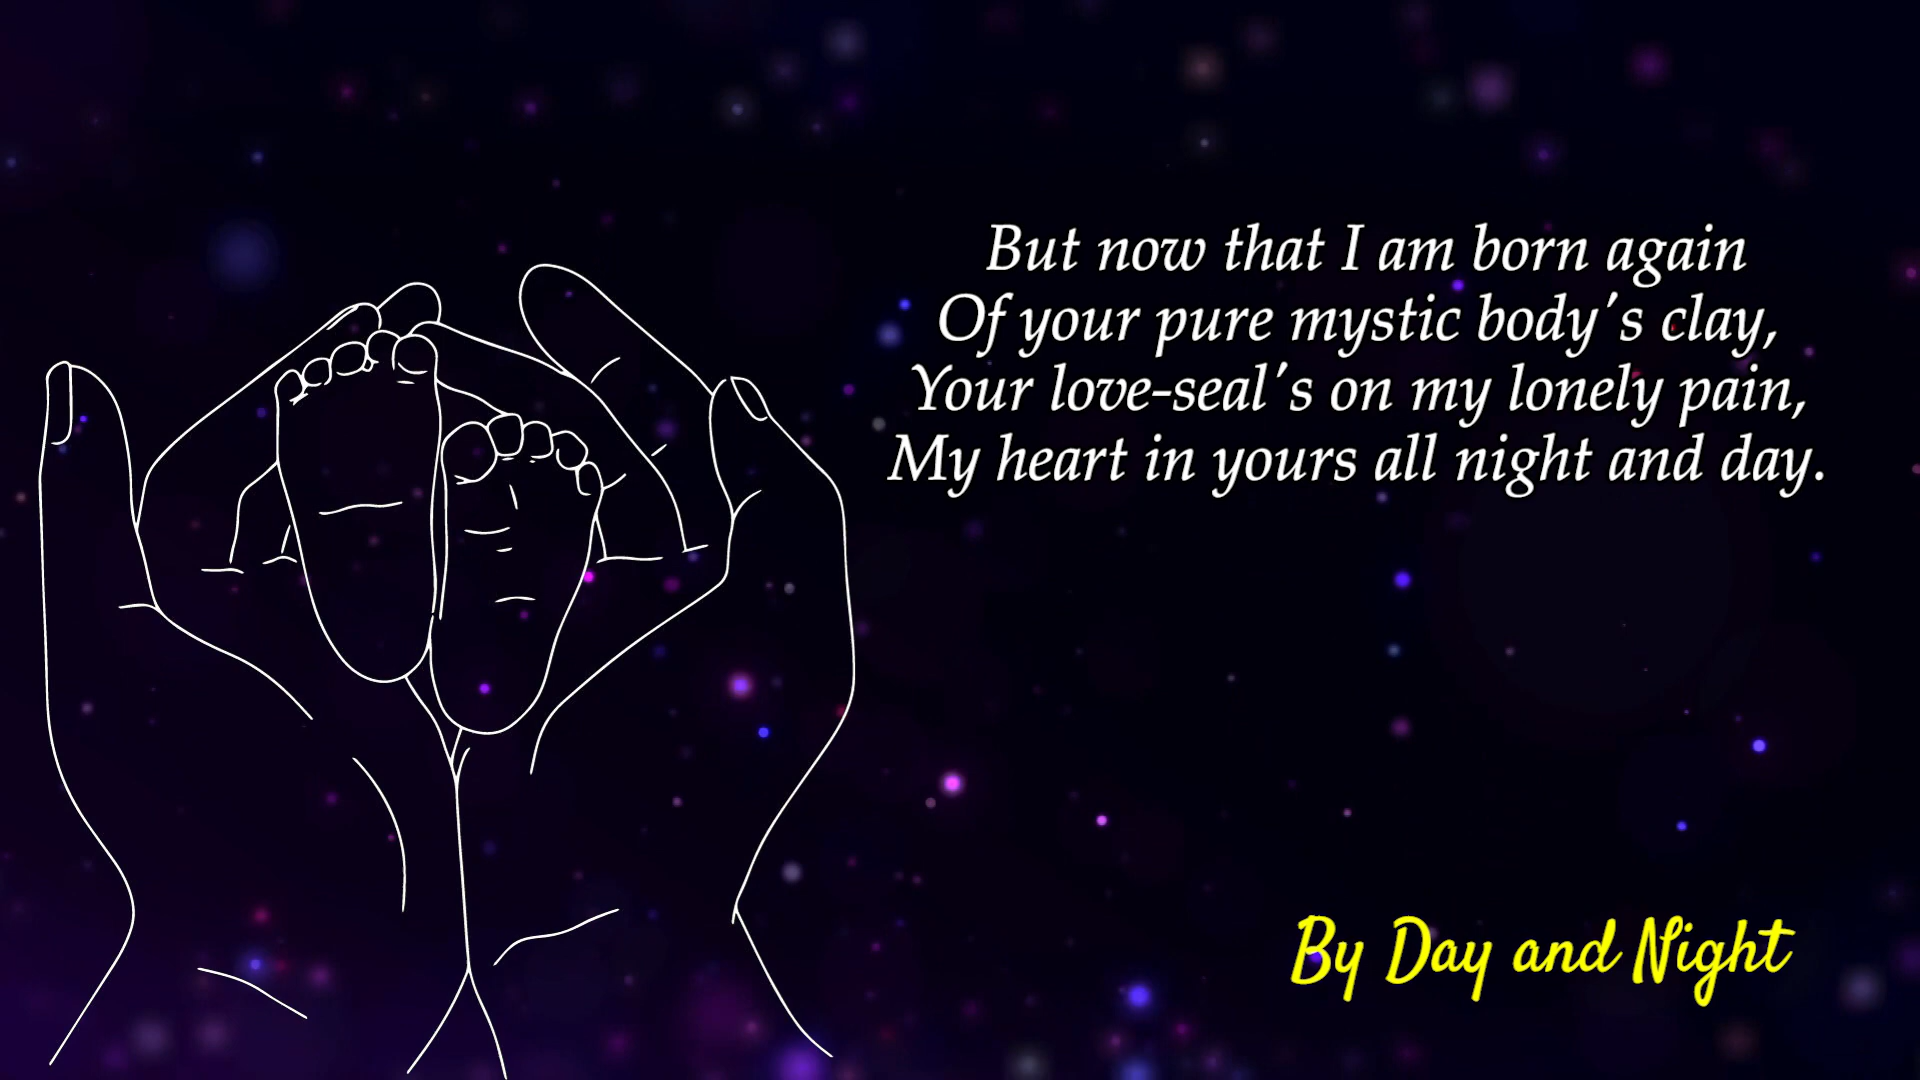 But now that I am born again
Of your pure mystic body's clay,
Your love-seal's on my lonely pain,
My heart in yours all night and day.
By Day and Night